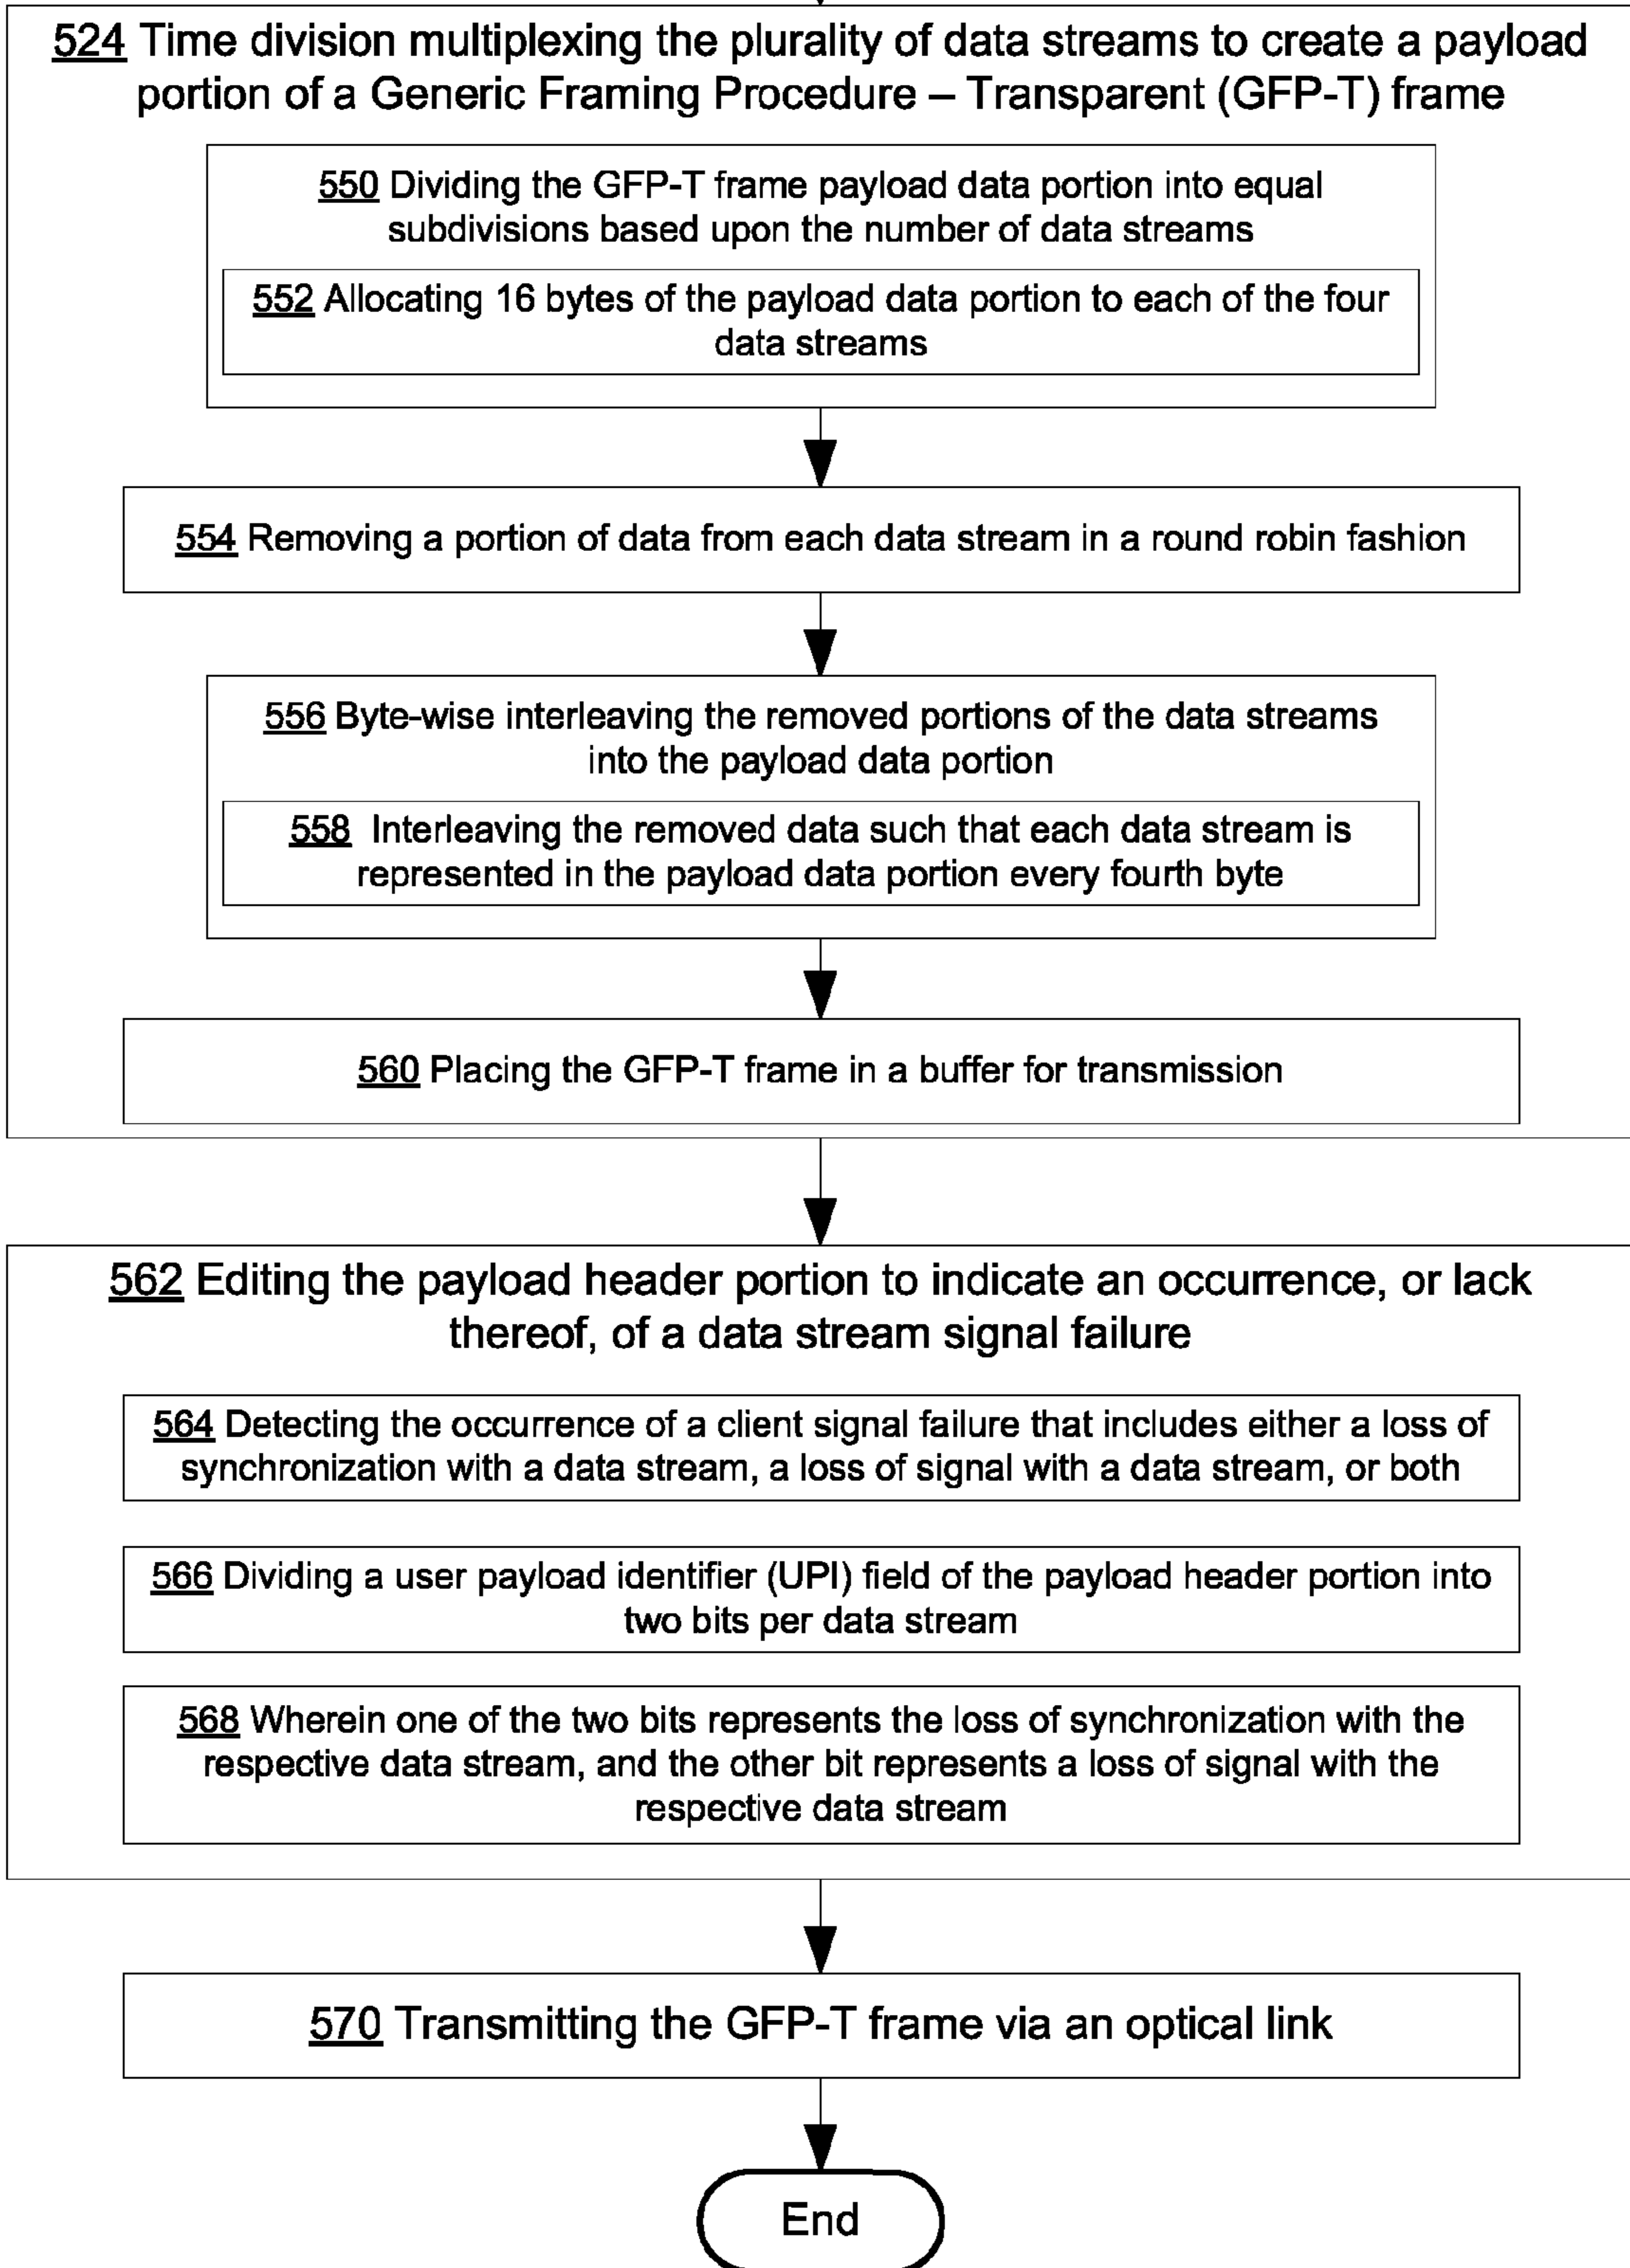 524 Time division multiplexing the plurality of data streams to create a payload
portion of a Generic Framing Procedure – Transparent (GFP-T) frame
550 Dividing the GFP-T frame payload data portion into equal
subdivisions based upon the number of data streams
552 Allocating 16 bytes of the payload data portion to each of the four
data streams
554 Removing a portion of data from each data stream in a round robin fashion
556 Byte-wise interleaving the removed portions of the data streams
into the payload data portion
558 Interleaving the removed data such that each data stream is
represented in the payload data portion every fourth byte
560 Placing the GFP-T frame in a buffer for transmission
562 Editing the payload header portion to indicate an occurrence, or lack
thereof, of a data stream signal failure
564 Detecting the occurrence of a client signal failure that includes either a loss of
synchronization with a data stream, a loss of signal with a data stream, or both
566 Dividing a user payload identifier (UPI) field of the payload header portion into
two bits per data stream
568 Wherein one of the two bits represents the loss of synchronization with the
respective data stream, and the other bit represents a loss of signal with the
respective data stream
570 Transmitting the GFP-T frame via an optical link
End